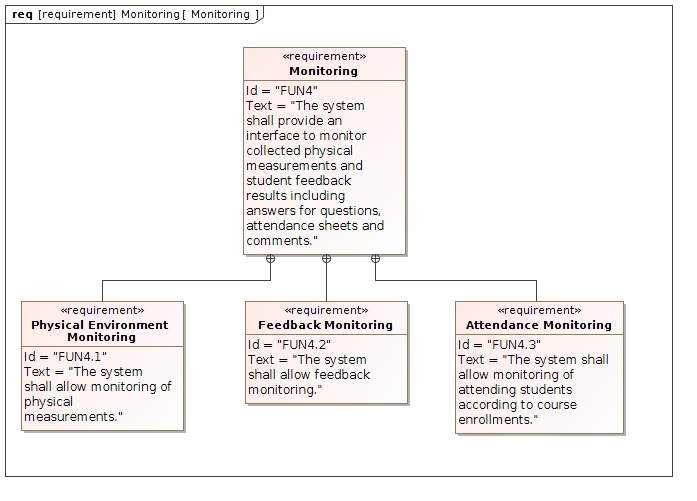 req [requirement] Monitoring[ Monitoring ]
«requirement»
Monitoring
Id = "FUN4"
Text = "The system
shall provide an
interface to monitor
collected physical
measurements and
student feedback
results including
answers for questions,
attendance sheets and
comments."
«requirement»
Physical Environment
Monitoring
Id = "FUN4.1"
Text = "The system
shall allow monitoring of
physical
measurements."
«requirement»
Feedback Monitoring
Id = "FUN4.2"
Text = "The system
shall allow feedback
monitoring."
«requirement»
Attendance Monitoring
Id = "FUN4.3"
Text = "The system shall
allow monitoring of
attending students
according to course
enrollments."